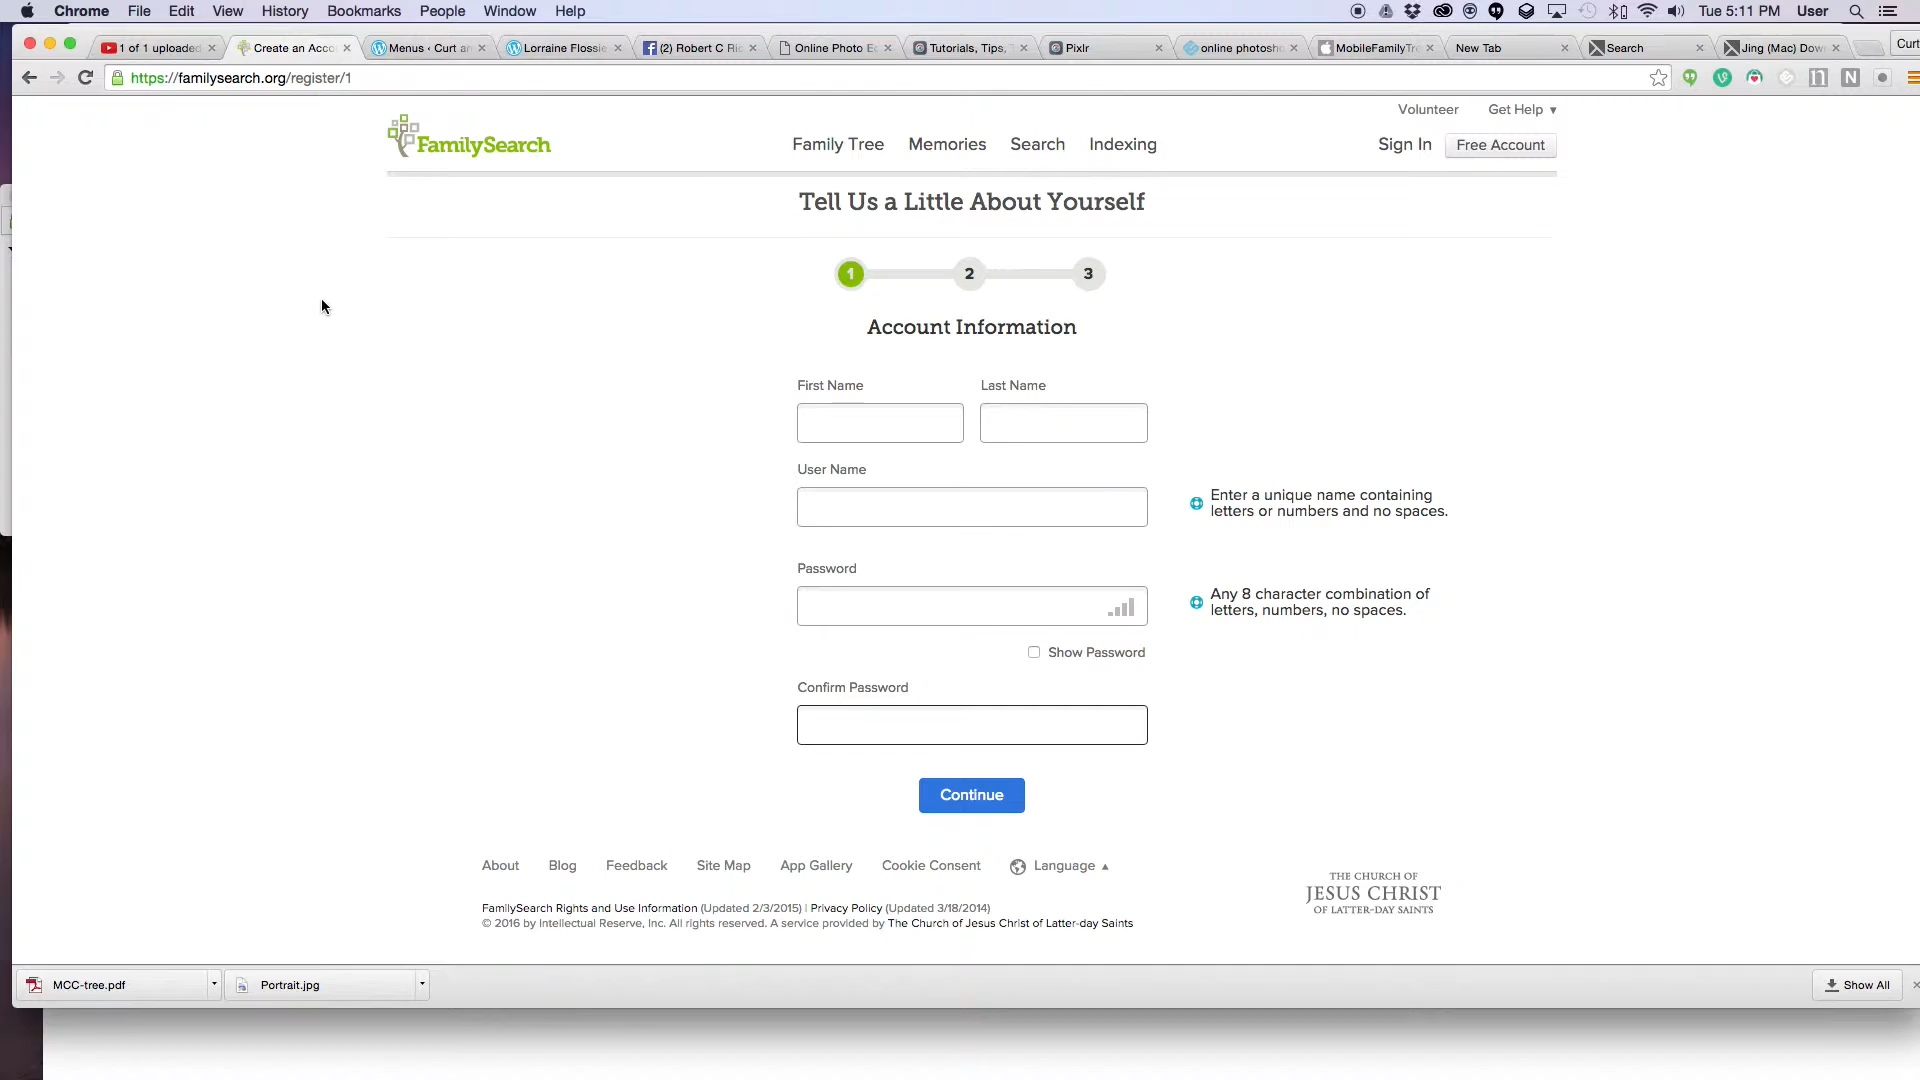 Chrome File Edit View History Bookmarks People Window Help Tue 5:11 PM User
1 of 1 uploaded Create an Acco Menus ‹ Curt an Lorraine Flossie (2) Robert C Ric Online Photo Ed Tutorials, Tips, Pixlr online photosho MobileFamilyTre New Tab Search Jing (Mac) Dow Curt
https://familysearch.org/register/1
Volunteer Get Help
FamilySearch Family Tree Memories Search Indexing Sign In Free Account
Tell Us a Little About Yourself
1 2 3
Account Information
First Name Last Name
User Name
Enter a unique name containing
letters or numbers and no spaces.
Password
Any 8 character combination of
letters, numbers, no spaces.
Show Password
Confirm Password
Continue
About Blog Feedback Site Map App Gallery Cookie Consent Language
THE CHURCH OF
JESUS CHRIST
OF LATTER-DAY SAINTS
FamilySearch Rights and Use Information (Updated 2/3/2015) | Privacy Policy (Updated 3/18/2014)
© 2016 by Intellectual Reserve, Inc. All rights reserved. A service provided by The Church of Jesus Christ of Latter-day Saints
MCC-tree.pdf Portrait.jpg Show All